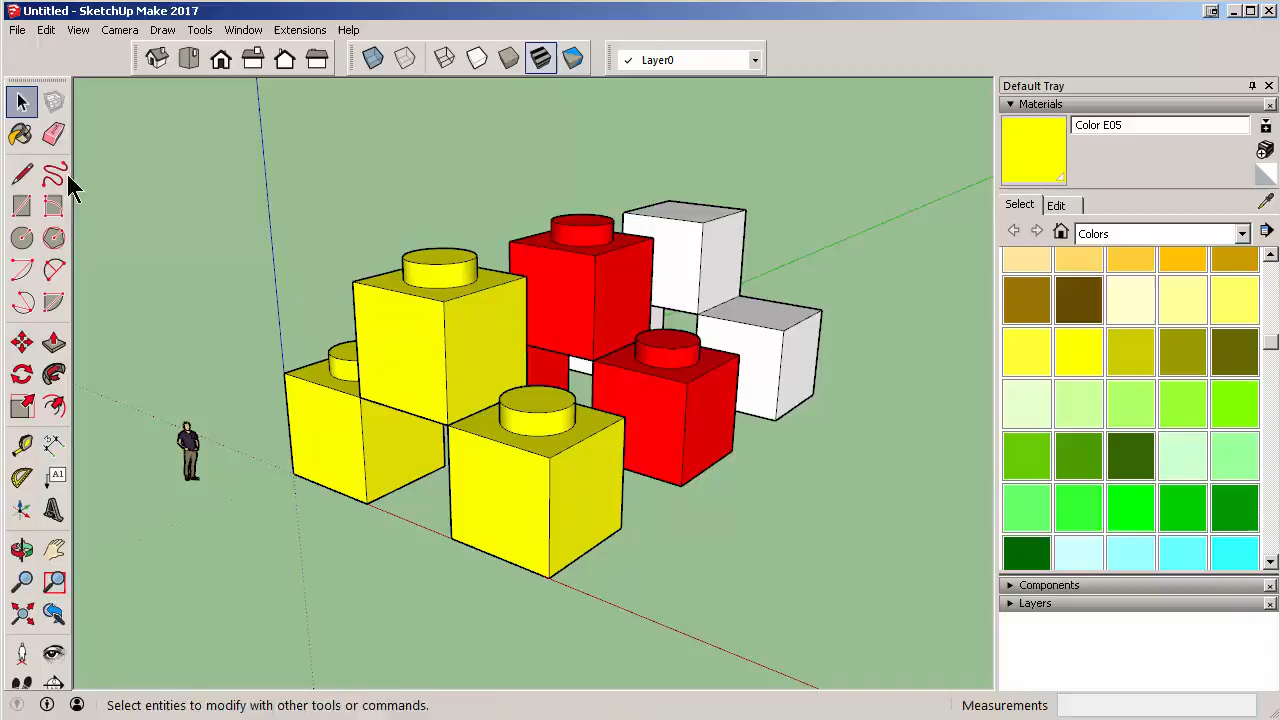 Untitled - SketchUp Make 2017
File Edit View Camera Draw Tools Window Extensions Help
✓ Layer0
Default Tray
Materials
Color E05
Select Edit
Colors
A1
Components
Layers
Select entities to modify with other tools or commands.
Measurements